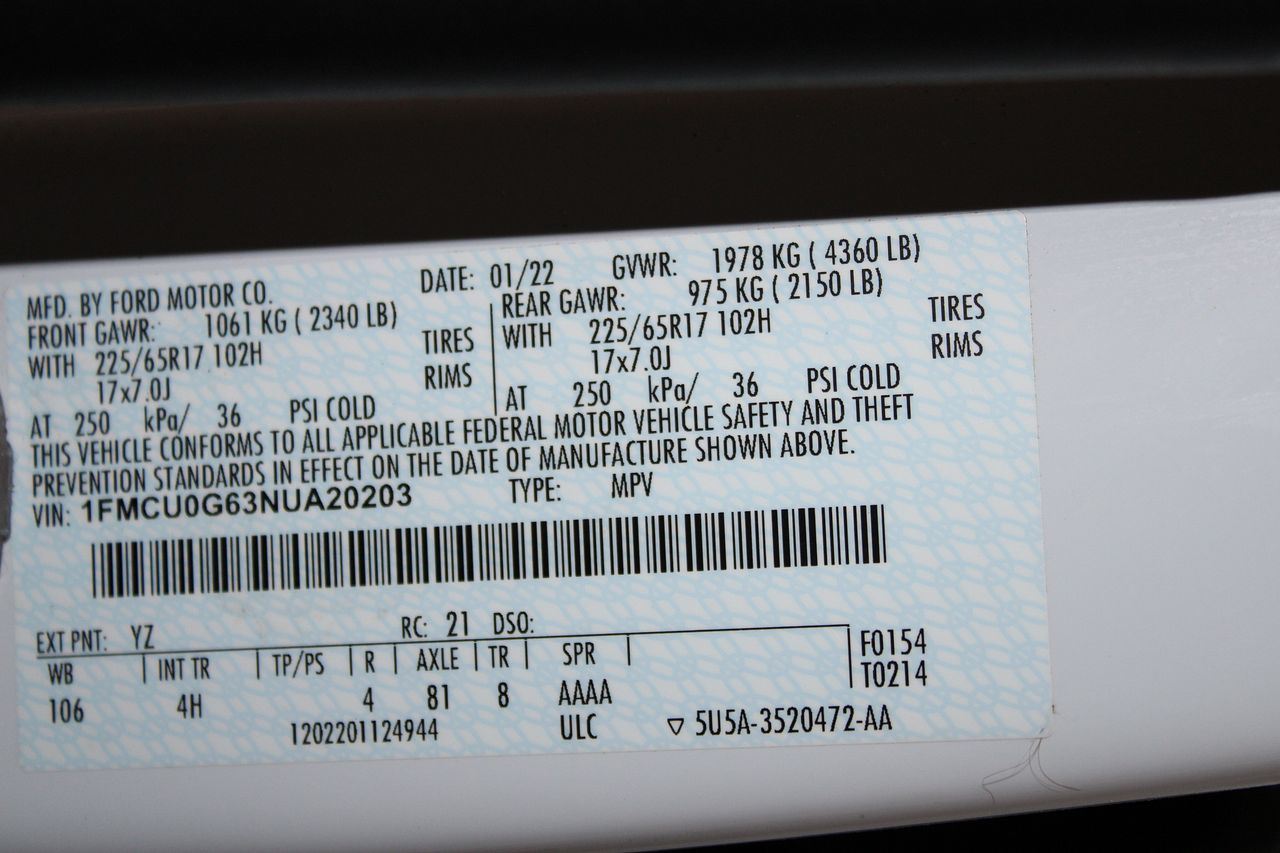 MFD. BY FORD MOTOR CO. DATE: 01/22 GVWR: 1978 KG ( 4360 LB)
FRONT GAWR: 1061 KG ( 2340 LB) REAR GAWR: 975 KG ( 2150 LB)
WITH 225/65R17 102H TIRES WITH 225/65R17 102H TIRES
17x7.0J RIMS 17x7.0J RIMS
AT 250 kPa/ 36 PSI COLD AT 250 kPa/ 36 PSI COLD
THIS VEHICLE CONFORMS TO ALL APPLICABLE FEDERAL MOTOR VEHICLE SAFETY AND THEFT
PREVENTION STANDARDS IN EFFECT ON THE DATE OF MANUFACTURE SHOWN ABOVE.
VIN: 1FMCU0G63NUA20203 TYPE: MPV
EXT PNT: YZ RC: 21 DSO:
WB INT TR TP/PS R AXLE TR SPR F0154
106 4H 4 81 8 AAAA T0214
1202201124944 ULC ▽ 5U5A-3520472-AA